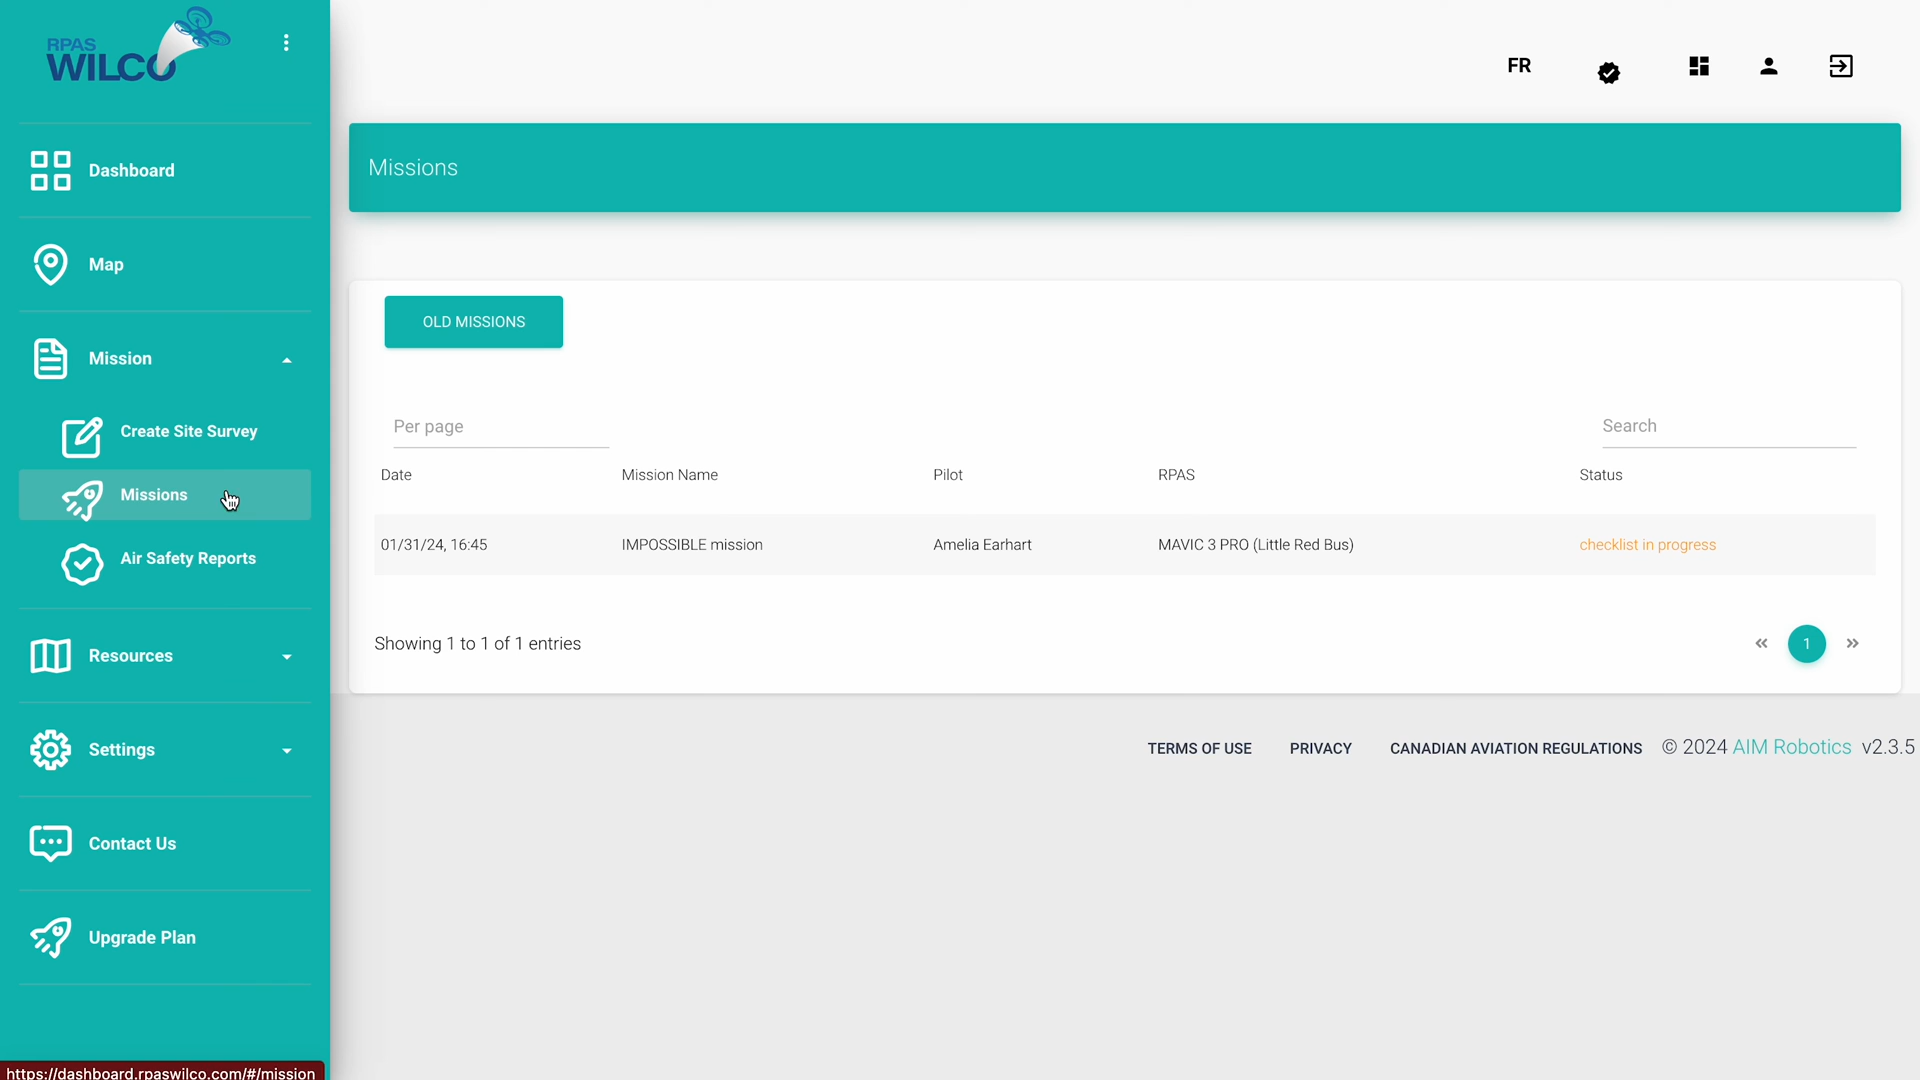 RPAS
WILCO
Dashboard
Map
Mission
Create Site Survey
Missions
Air Safety Reports
Resources
Settings
Contact Us
Upgrade Plan
https://dashboard.rpaswilco.com/#/mission
FR
Missions
OLD MISSIONS
Per page Search
Date Mission Name Pilot RPAS Status
01/31/24, 16:45 IMPOSSIBLE mission Amelia Earhart MAVIC 3 PRO (Little Red Bus) checklist in progress
Showing 1 to 1 of 1 entries « 1 »
TERMS OF USE PRIVACY CANADIAN AVIATION REGULATIONS © 2024 AIM Robotics v2.3.5